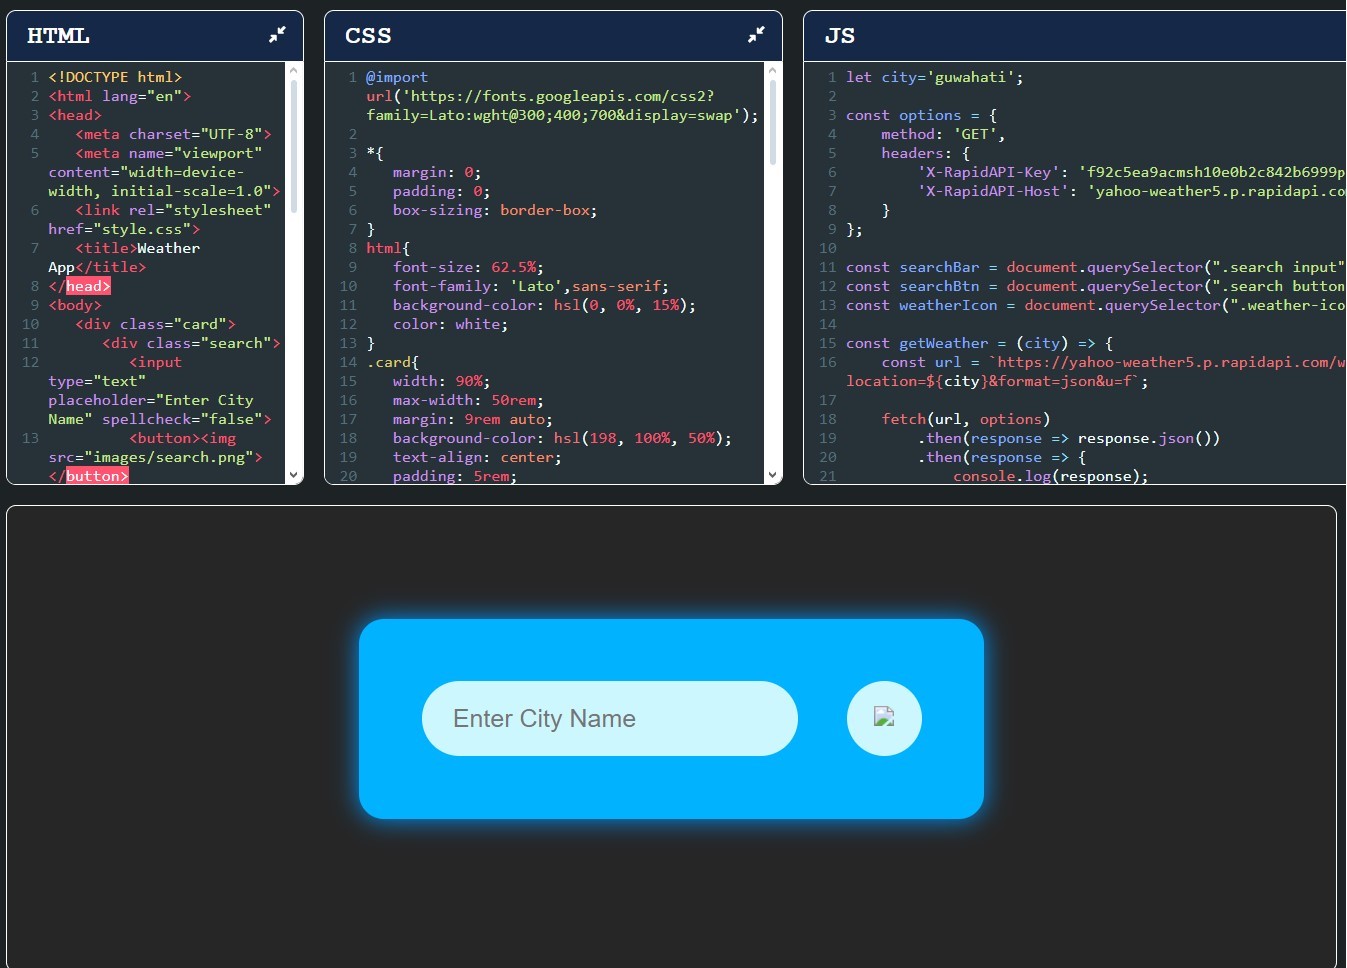 HTML
1 <!DOCTYPE html>
2 <html lang="en">
3 <head>
4    <meta charset="UTF-8">
5    <meta name="viewport"
content="width=device-
width, initial-scale=1.0">
6    <link rel="stylesheet"
href="style.css">
7    <title>Weather
App</title>
8 </head>
9 <body>
10    <div class="card">
11       <div class="search">
12          <input
type="text"
placeholder="Enter City
Name" spellcheck="false">
13          <button><img
src="images/search.png">
</button>
CSS
1 @import
url('https://fonts.googleapis.com/css2?
family=Lato:wght@300;400;700&display=swap');
2
3 *{
4    margin: 0;
5    padding: 0;
6    box-sizing: border-box;
7 }
8 html{
9    font-size: 62.5%;
10    font-family: 'Lato',sans-serif;
11    background-color: hsl(0, 0%, 15%);
12    color: white;
13 }
14 .card{
15    width: 90%;
16    max-width: 50rem;
17    margin: 9rem auto;
18    background-color: hsl(198, 100%, 50%);
19    text-align: center;
20    padding: 5rem;
JS
1 let city='guwahati';
2
3 const options = {
4     method: 'GET',
5     headers: {
6         'X-RapidAPI-Key': 'f92c5ea9acmsh10e0b2c842b6999p
7         'X-RapidAPI-Host': 'yahoo-weather5.p.rapidapi.co
8     }
9 };
10
11 const searchBar = document.querySelector(".search input"
12 const searchBtn = document.querySelector(".search button
13 const weatherIcon = document.querySelector(".weather-ico
14
15 const getWeather = (city) => {
16     const url = `https://yahoo-weather5.p.rapidapi.com/w
location=${city}&format=json&u=f`;
17
18     fetch(url, options)
19         .then(response => response.json())
20         .then(response => {
21             console.log(response);
Enter City Name